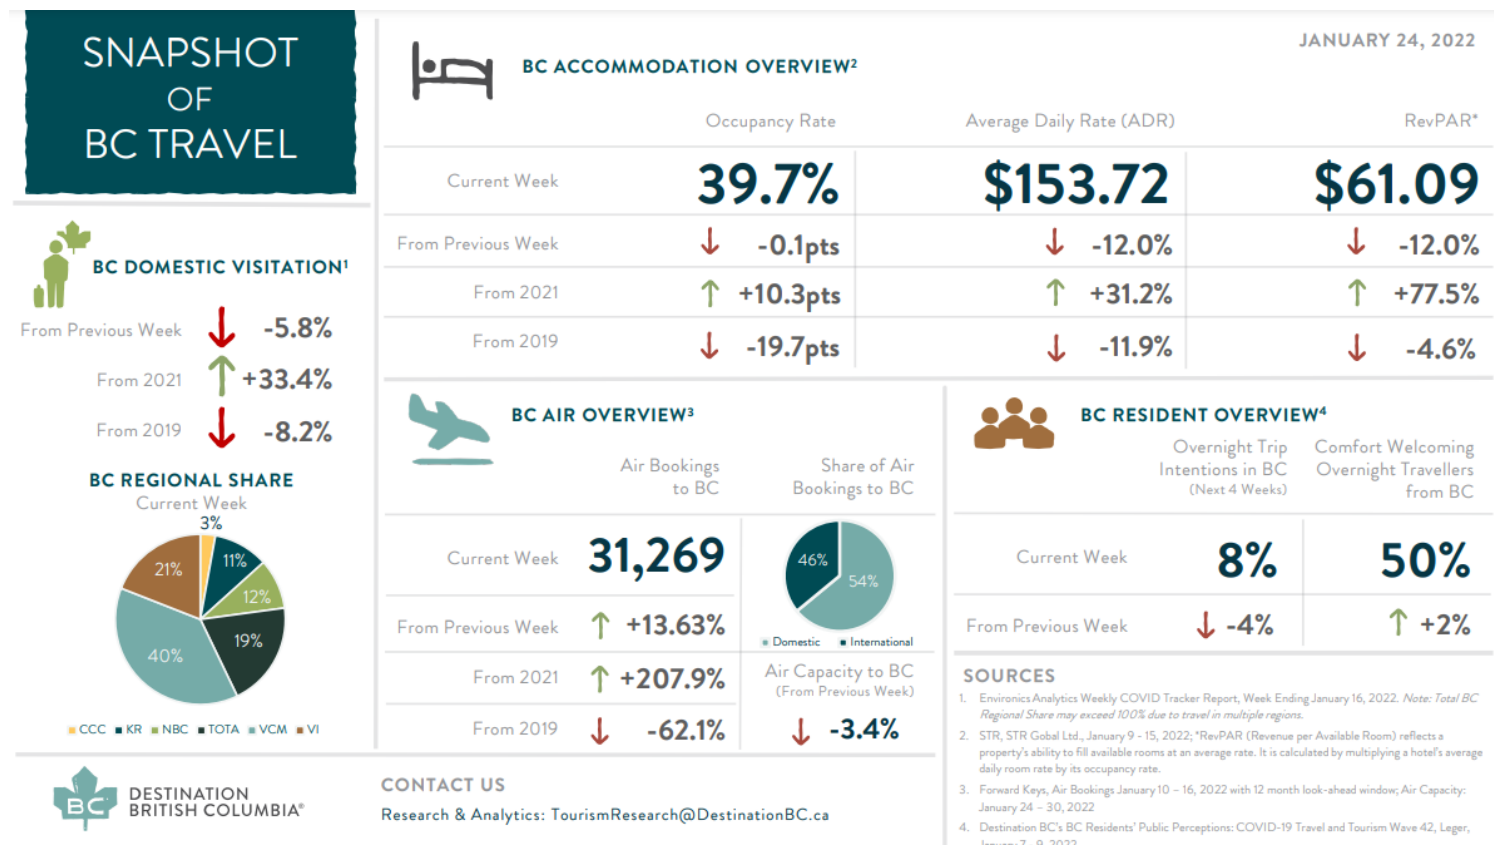 SNAPSHOT
OF
BC TRAVEL
BC DOMESTIC VISITATION¹
From Previous Week -5.8%
From 2021 +33.4%
From 2019 -8.2%
BC REGIONAL SHARE
Current Week
3%
11%
12%
19%
40%
21%
CCC KR NBC TOTA VCM VI
DESTINATION
BC BRITISH COLUMBIA®
JANUARY 24, 2022
BC ACCOMMODATION OVERVIEW²
Occupancy Rate Average Daily Rate (ADR) RevPAR*
Current Week 39.7% $153.72 $61.09
From Previous Week -0.1pts -12.0% -12.0%
From 2021 +10.3pts +31.2% +77.5%
From 2019 -19.7pts -11.9% -4.6%
BC AIR OVERVIEW³
Air Bookings
to BC
Share of Air
Bookings to BC
Current Week 31,269
46%
54%
Domestic International
From Previous Week +13.63%
From 2021 +207.9%
From 2019 -62.1%
Air Capacity to BC
(From Previous Week)
-3.4%
CONTACT US
Research & Analytics: TourismResearch@DestinationBC.ca
BC RESIDENT OVERVIEW⁴
Overnight Trip
Intentions in BC
(Next 4 Weeks)
Comfort Welcoming
Overnight Travellers
from BC
Current Week 8% 50%
From Previous Week -4% +2%
SOURCES
1. Environics Analytics Weekly COVID Tracker Report, Week Ending January 16, 2022. Note: Total BC
Regional Share may exceed 100% due to travel in multiple regions.
2. STR, STR Gobal Ltd., January 9 - 15, 2022; *RevPAR (Revenue per Available Room) reflects a
property's ability to fill available rooms at an average rate. It is calculated by multiplying a hotel's average
daily room rate by its occupancy rate.
3. Forward Keys, Air Bookings January 10 – 16, 2022 with 12 month look-ahead window; Air Capacity:
January 24 – 30, 2022
4. Destination BC's BC Residents' Public Perceptions: COVID-19 Travel and Tourism Wave 42, Leger,
January 7 - 9, 2022